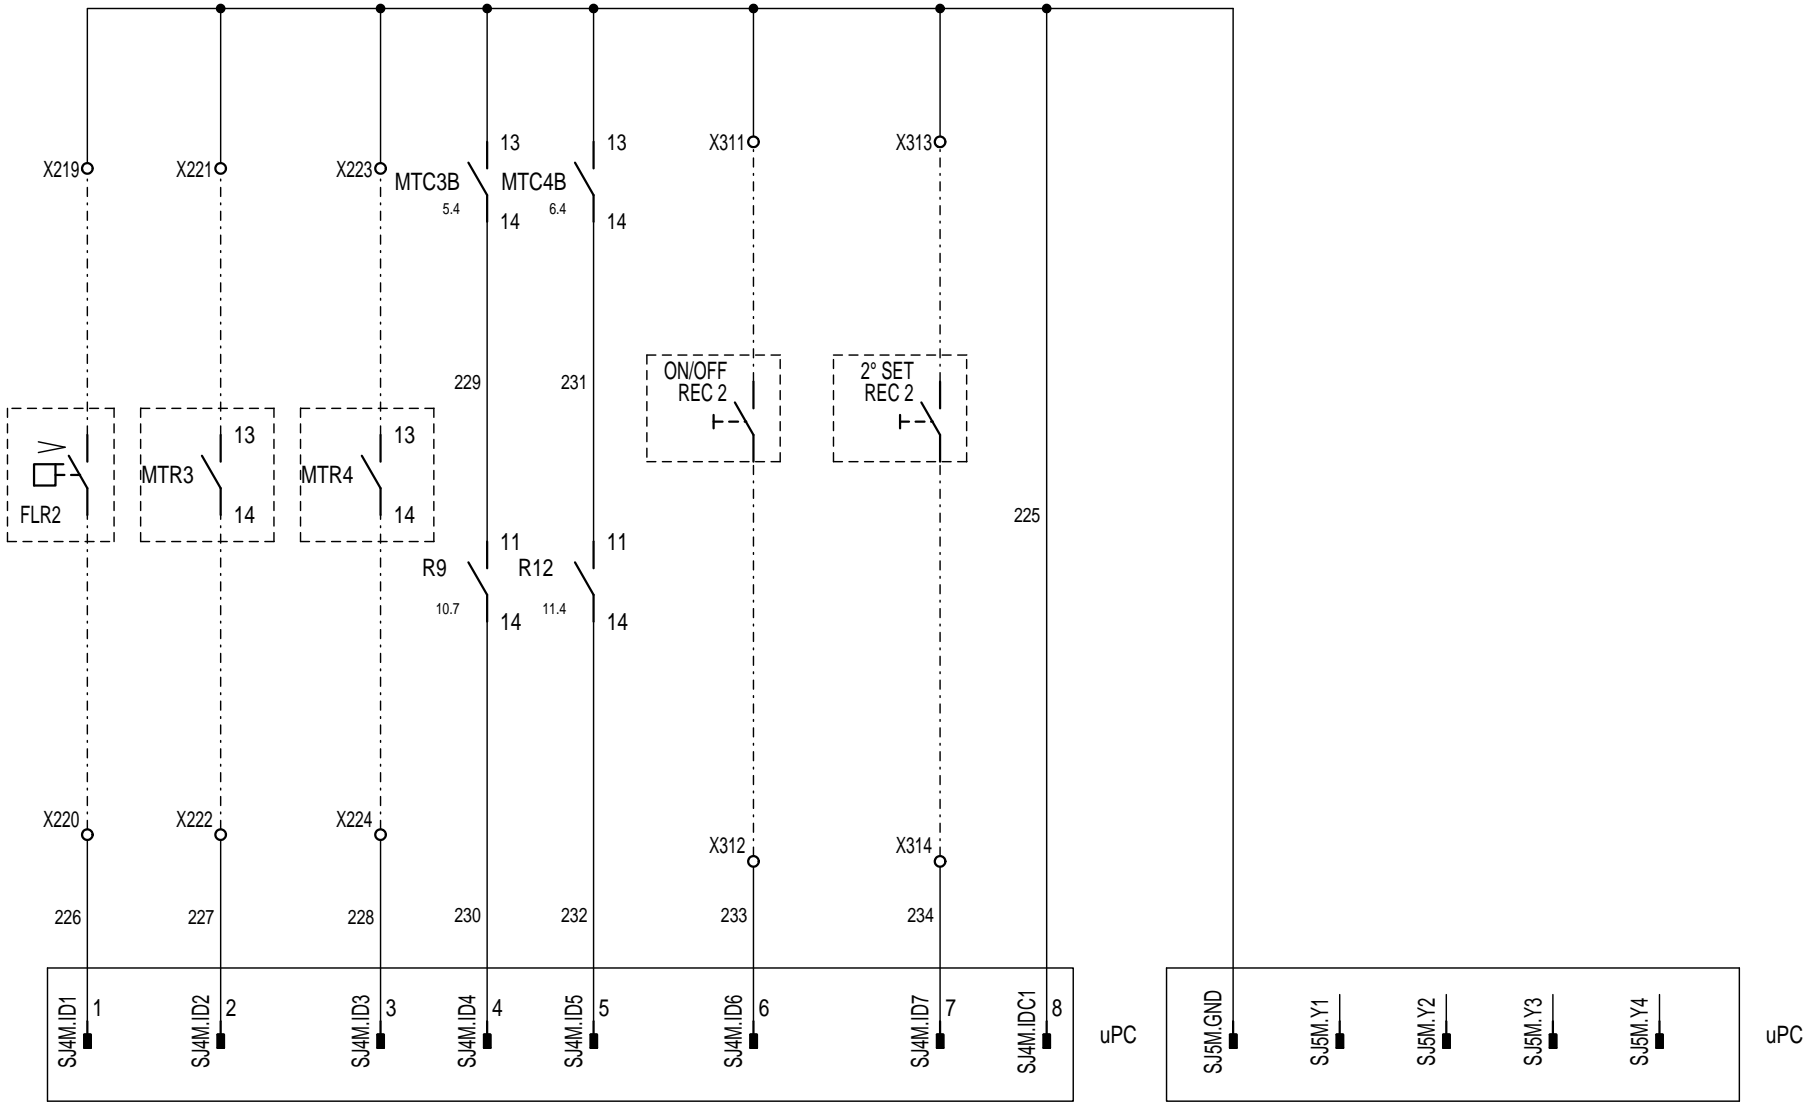 13
13
X311
X313
X219
X221
X223
MTC3B
MTC4B
5.4
6.4
14
14
229
231
ON/OFF
REC 2
2° SET
REC 2
13
13
MTR3
MTR4
FLR2
14
14
225
11
11
R9
R12
10.7
11.4
14
14
X220
X222
X224
X312
X314
226
227
228
230
232
233
234
SJ4M.ID1
1
SJ4M.ID2
2
SJ4M.ID3
3
SJ4M.ID4
4
SJ4M.ID5
5
SJ4M.ID6
6
SJ4M.ID7
7
SJ4M.IDC1
8
uPC
SJ5M.GND
SJ5M.Y1
SJ5M.Y2
SJ5M.Y3
SJ5M.Y4
uPC